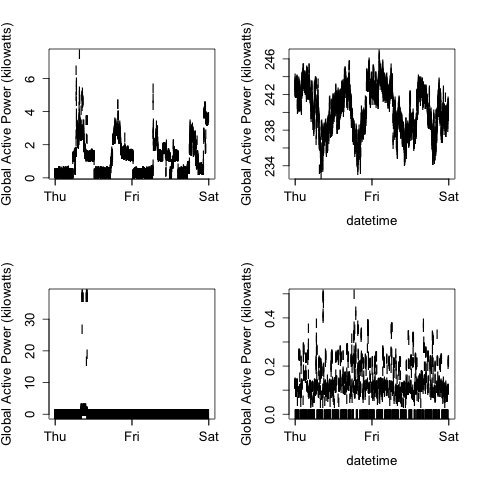 Global Active Power (kilowatts)
0 2 4 6
Thu Fri Sat
Global Active Power (kilowatts)
234 238 242 246
Thu Fri Sat
datetime
Global Active Power (kilowatts)
0 10 20 30
Thu Fri Sat
Global Active Power (kilowatts)
0.0 0.2 0.4
Thu Fri Sat
datetime